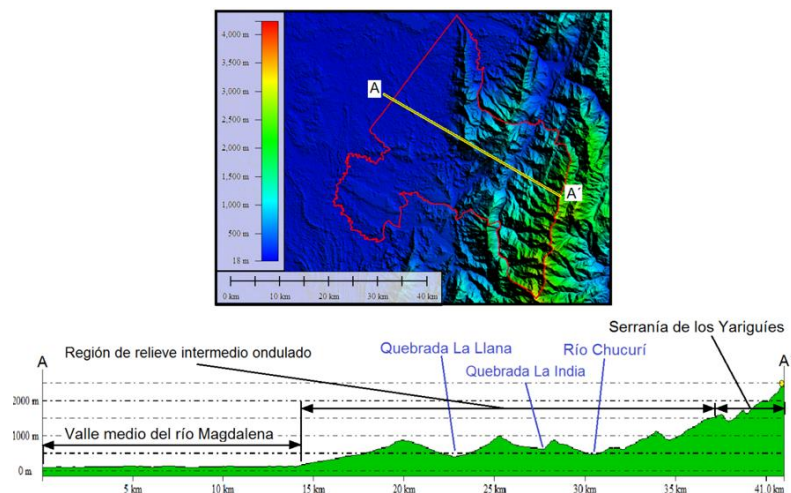 4,000 m
3,500 m
3,000 m
2,500 m
2,000 m
1,500 m
1,000 m
500 m
18 m
A
A´
0 km
10 km
20 km
30 km
40 km
Serranía de los Yariguíes
Región de relieve intermedio ondulado
Quebrada La Llana
Río Chucurí
Quebrada La India
A
A
2000 m
Valle medio del río Magdalena
1000 m
0 m
5 km
10 km
15 km
20 km
25 km
30 km
35 km
41.0 km